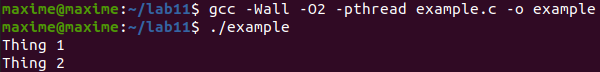 maxime@maxime:~/lab11$ gcc -Wall -O2 -pthread example.c -o example
maxime@maxime:~/lab11$ ./example
Thing 1
Thing 2